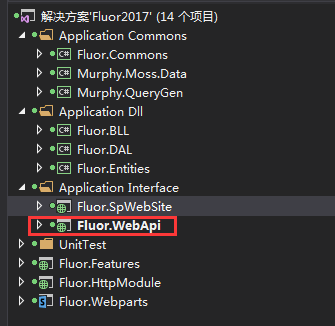 解决方案'Fluor2017' (14 个项目)
Application Commons
C# Fluor.Commons
C# Murphy.Moss.Data
C# Murphy.QueryGen
Application Dll
C# Fluor.BLL
C# Fluor.DAL
C# Fluor.Entities
Application Interface
Fluor.SpWebSite
Fluor.WebApi
UnitTest
Fluor.Features
Fluor.HttpModule
Fluor.Webparts